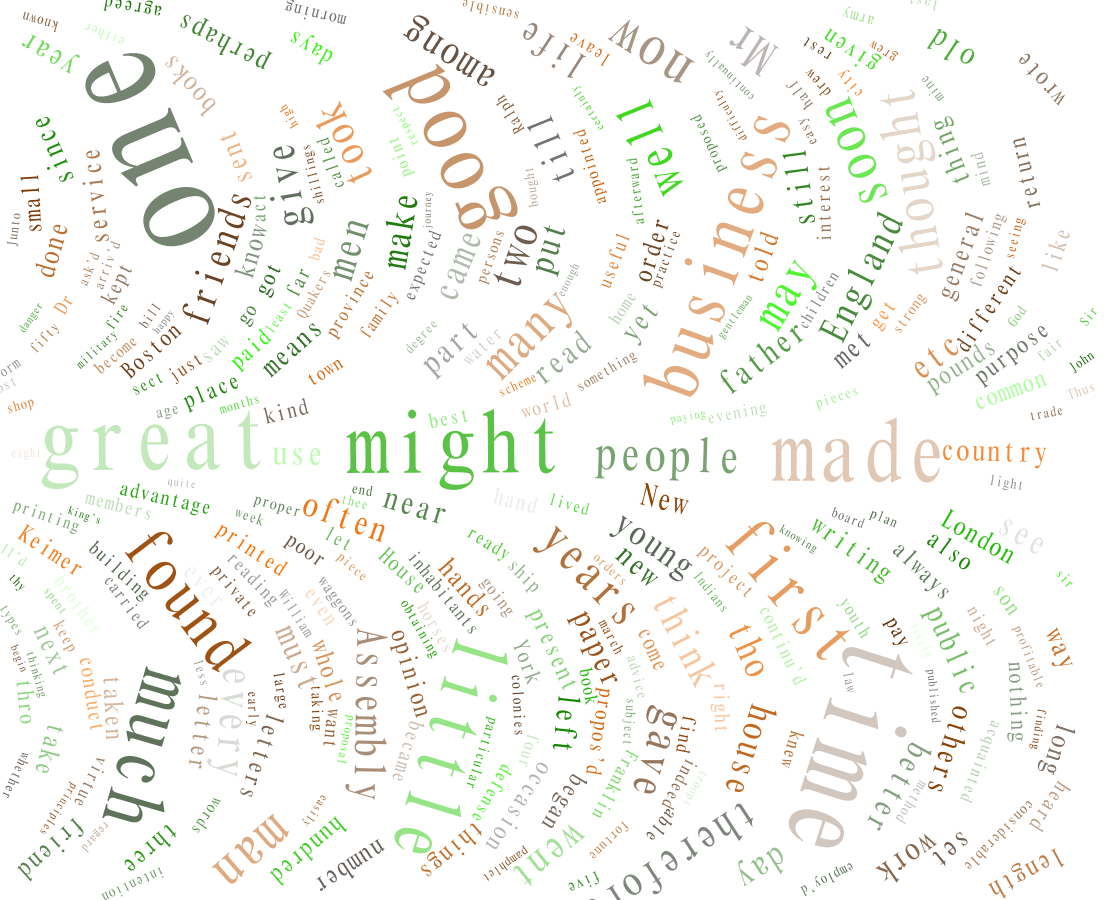 known
agreed
morning
sensible
last
either
perhaps
days
among
life
leave
now
Mr
rest
given
army
grew
old
wrote
year
one
books
high
took
good
respect
Ralph
till
certainly
well
proposed
continually
difficulty
drew
half
city
soon
thought
mine
thing
mind
return
since
small
Junto
service
sent
give
shillings
called
join
journey
bought
appointed
afterward
order
practice
business
easy
still
interest
done
ask'd
arriv'd
kept
friends
know
act
men
bad
make
expected
came
persons
two
put
enough
useful
told
may
England
general
following
seeing
like
danger
fifty
Dr
fire
military
bill
happy
Boston
become
go
got
far
Quakers
least
province
family
degree
part
water
many
home
yet
gentleman
children
father
met
get
strong
different
God
Sir
sect
just
saw
paid
means
town
scheme
read
something
etc
pounds
purpose
fair
John
shop
age
place
months
kind
best
world
paying
evening
pieces
common
Thus
trade
eight
great
use
might
people
made
country
light
quite
members
advantage
proper
end
thee
near
hand
lived
New
printing
king's
week
often
ready
young
knowing
board
plan
London
see
Keimer
building
found
printed
poor
let
piece
House
inhabitants
ship
years
orders
new
project
first
writing
always
also
sir
ll'd
thy
spent
brother
carried
ever
private
reading
William
waggons
even
obtaining
horses
hands
going
present
paper
march
come
think
Indians
continu'd
youth
pay
public
son
night
profitable
way
types
begin
thinking
keep
next
thro
conduct
taken
less
letter
every
early
large
letters
must
whole
taking
want
proposal
Assembly
opinion
became
little
York
colonies
left
book
propos'd
advice
subject
right
tho
law
time
published
nothing
finding
whether
take
virtue
principles
much
words
particular
defense
four
occasion
began
Franklin
gave
find
indeed
able
house
knew
better
method
others
acquainted
long
heard
friend
regard
three
intention
man
easily
hundred
number
things
pamphlet
went
fortune
five
day
employ'd
work
set
considerable
length